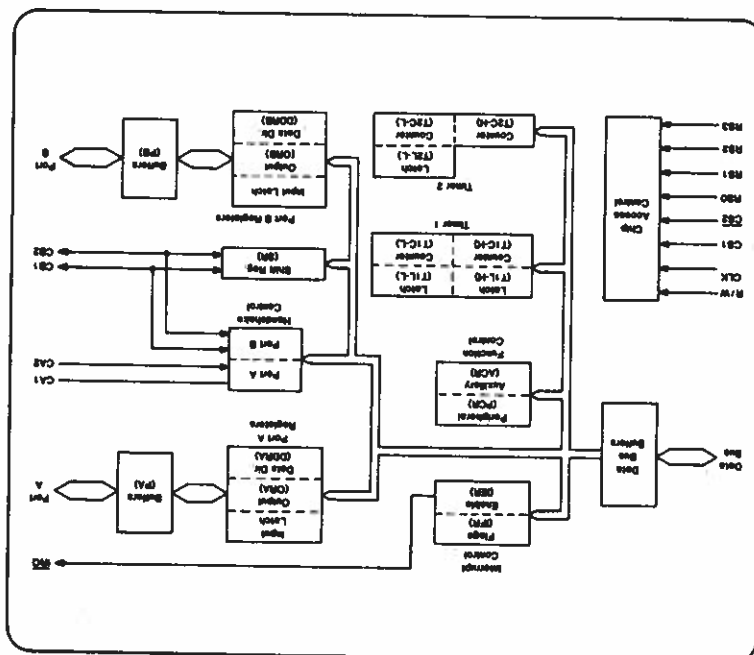 Interrupt
Control
Flags
(IFR)
Enable
(IER)
IRQ
Data
Bus
Data
Bus
Buffers
Input
Latch
Output
(ORA)
Data Dir
(DDRA)
Port A
Registers
Buffers
(PA)
Port
A
Peripheral
(PCR)
Auxiliary
(ACR)
Function
Control
Port A
Port B
Handshake
Control
CA1
CA2
R/W
CLK
CS1
CS2
RS0
RS1
RS2
RS3
Chip
Access
Control
Latch
(T1L-H)
Latch
(T1L-L)
Counter
(T1C-H)
Counter
(T1C-L)
Timer 1
Shift Reg.
(SR)
CB1
CB2
Timer 2
Latch
(T2L-L)
Counter
(T2C-H)
Counter
(T2C-L)
Port B Registers
Input Latch
Output
(ORB)
Data Dir
(DDRB)
Buffers
(PB)
Port
B